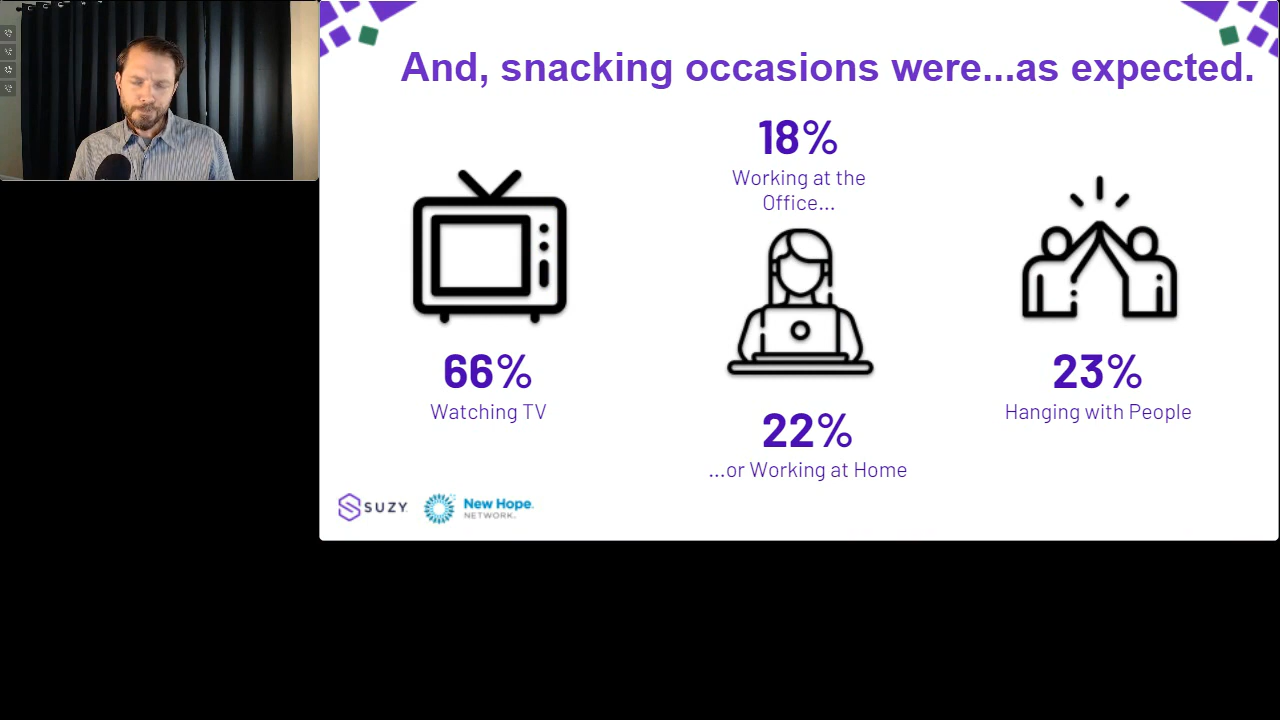 And, snacking occasions were...as expected.
18%
Working at the
Office...
66%
Watching TV
22%
...or Working at Home
23%
Hanging with People
SUZY
New Hope.
NETWORK.